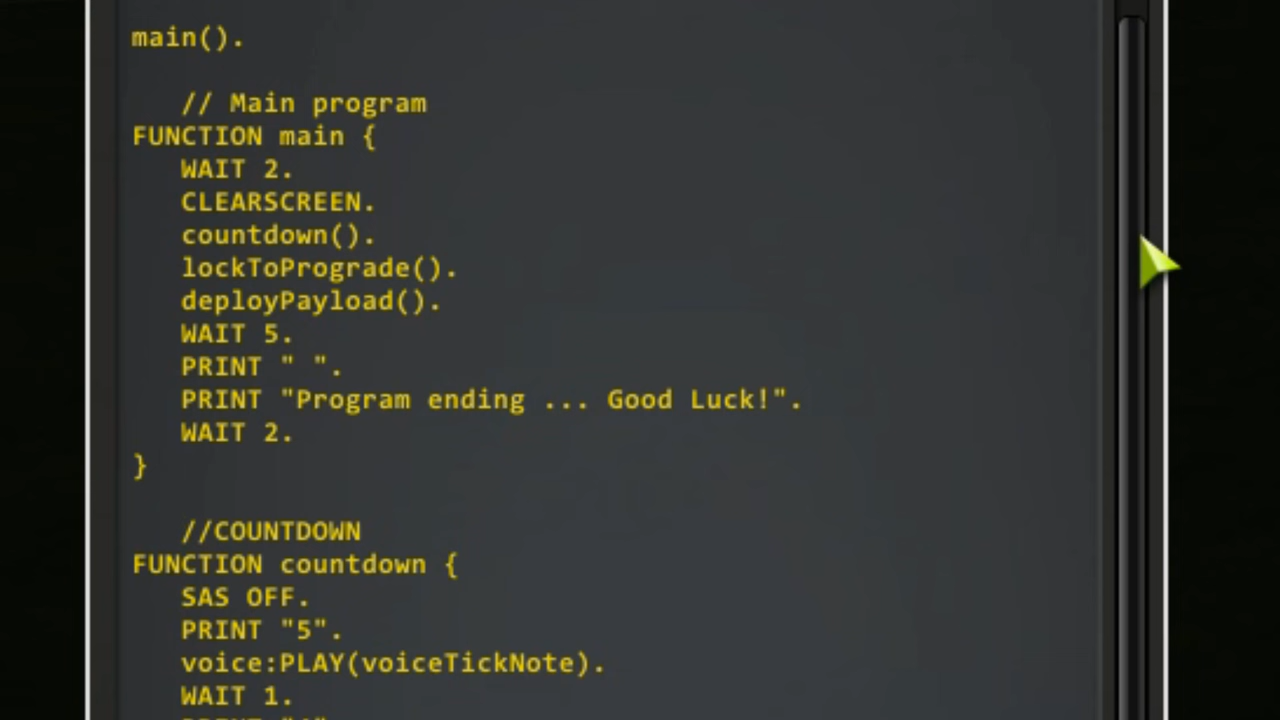 main().
// Main program
FUNCTION main {
WAIT 2.
CLEARSCREEN.
countdown().
lockToPrograde().
deployPayload().
WAIT 5.
PRINT " ".
PRINT "Program ending ... Good Luck!".
WAIT 2.
}
//COUNTDOWN
FUNCTION countdown {
SAS OFF.
PRINT "5".
voice:PLAY(voiceTickNote).
WAIT 1.